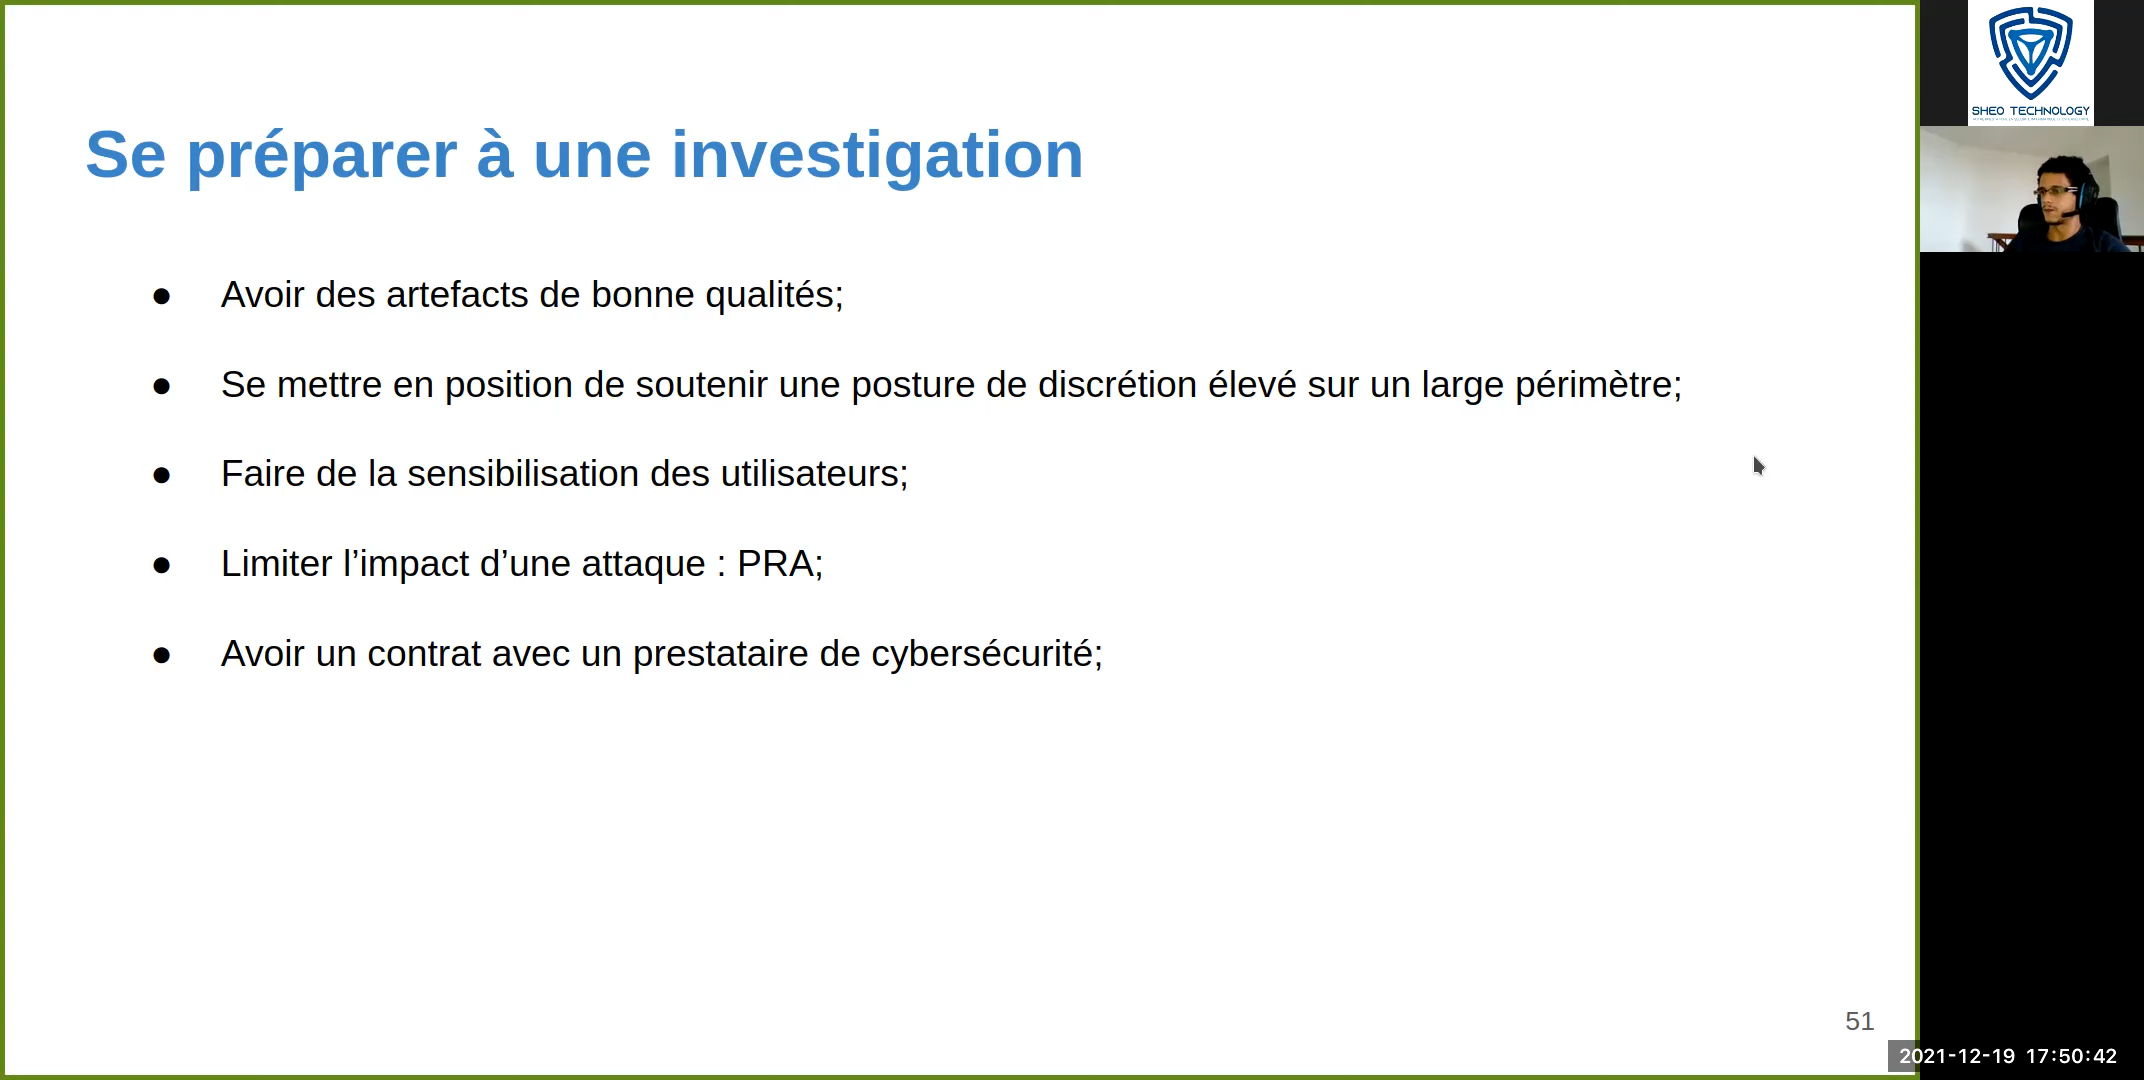 Se préparer à une investigation
● Avoir des artefacts de bonne qualités;
● Se mettre en position de soutenir une posture de discrétion élevé sur un large périmètre;
● Faire de la sensibilisation des utilisateurs;
● Limiter l’impact d’une attaque : PRA;
● Avoir un contrat avec un prestataire de cybersécurité;
51
SHEO TECHNOLOGY
2021-12-19 17:50:42